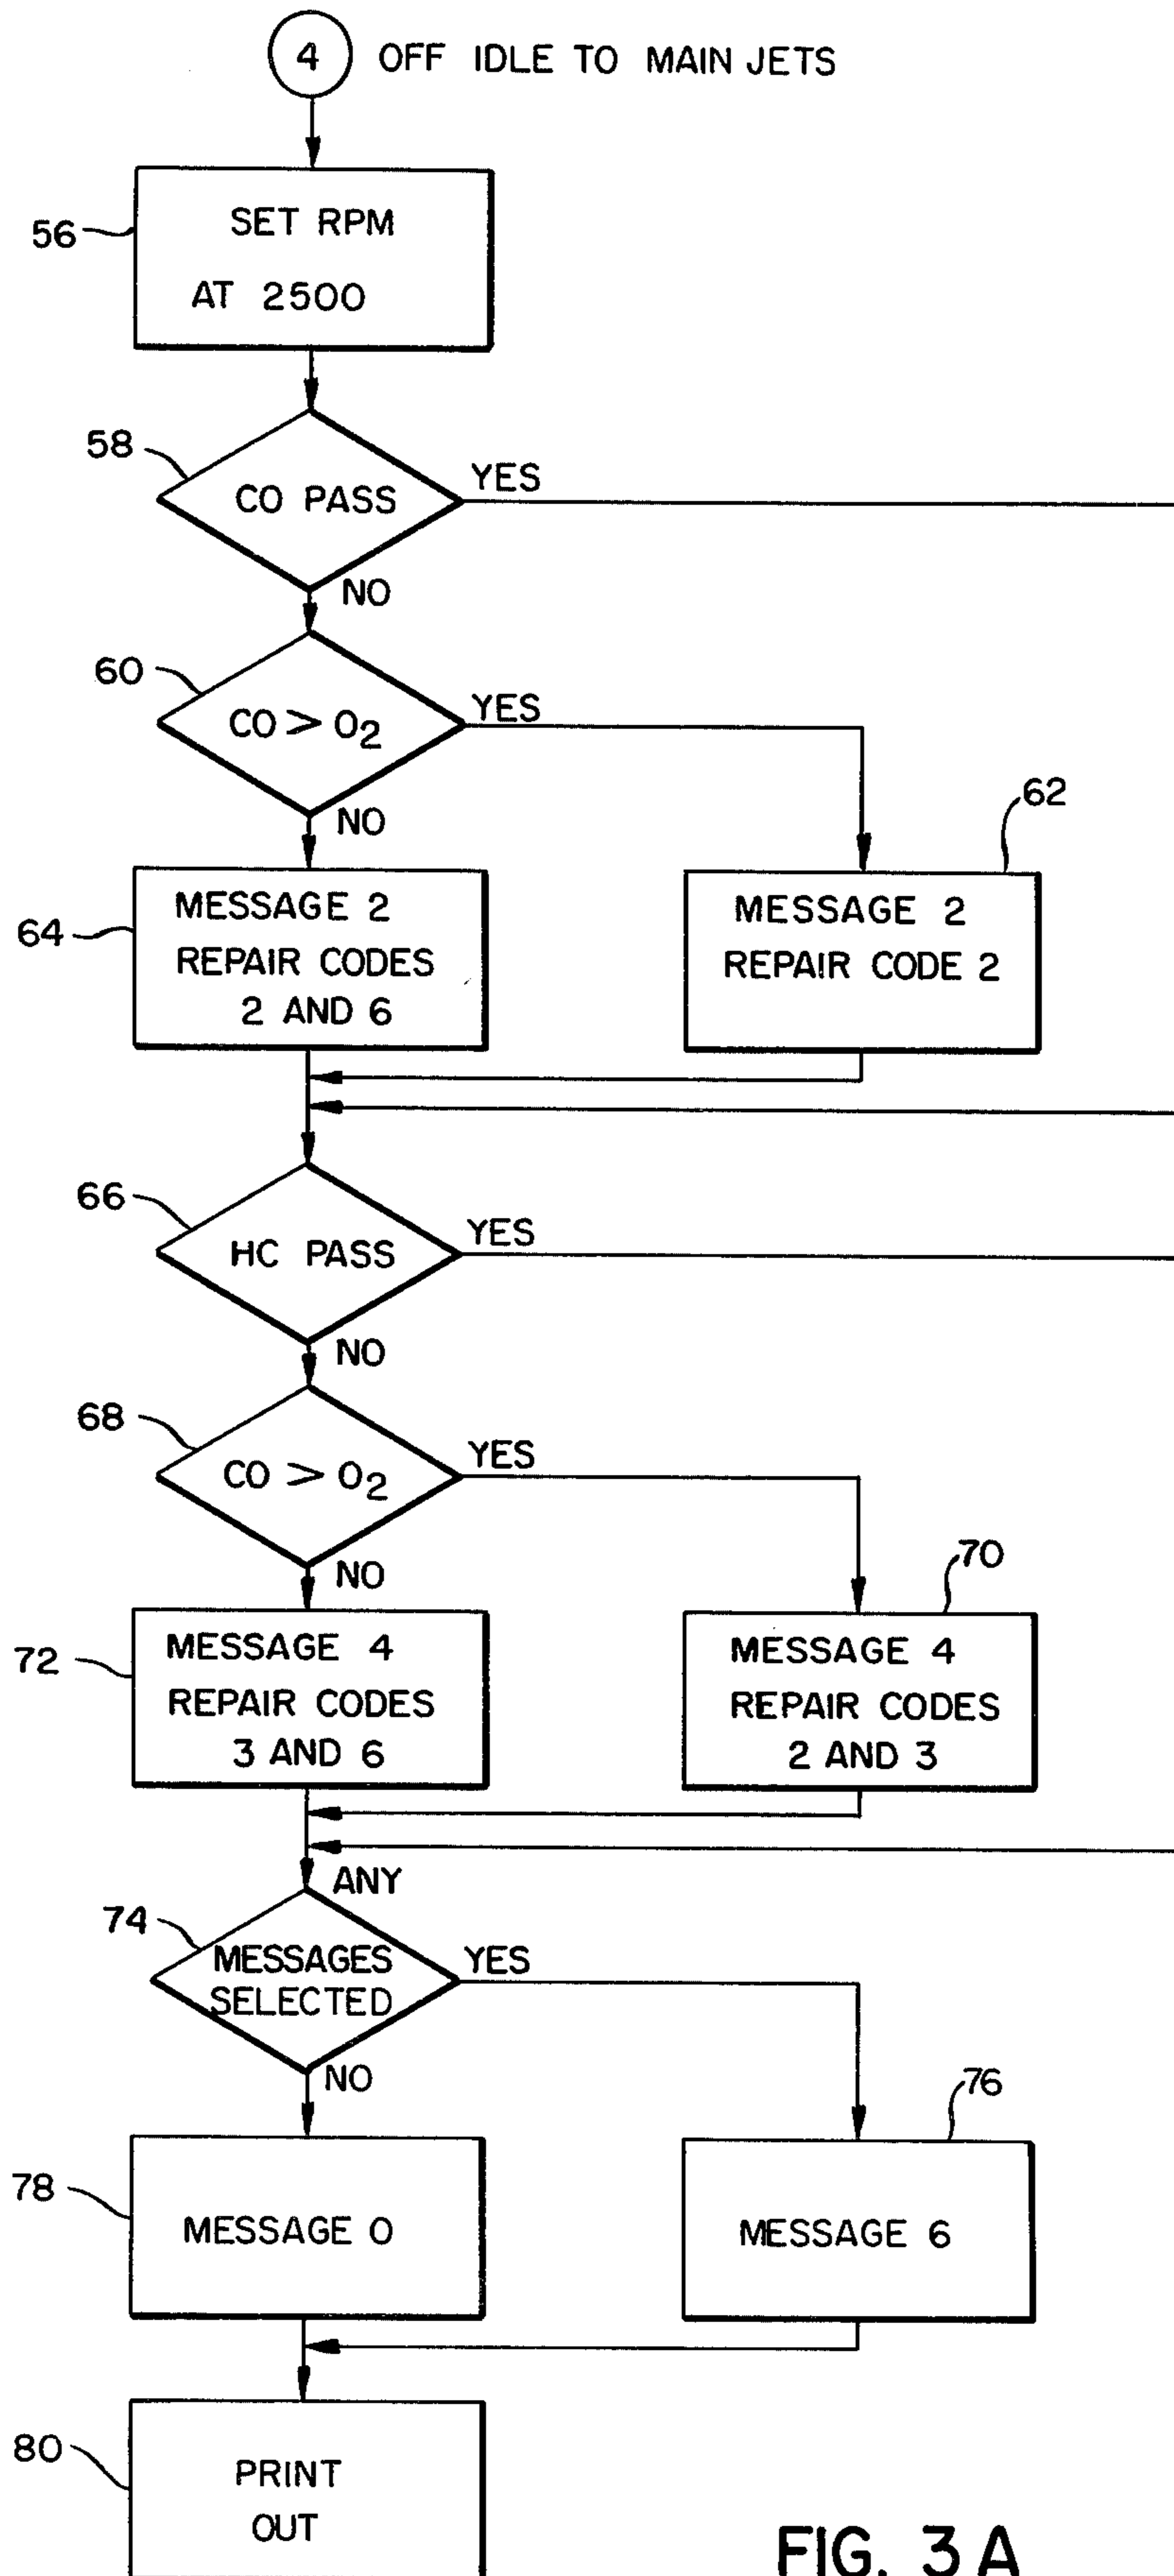 4 OFF IDLE TO MAIN JETS
56
SET RPM
AT 2500
58
CO PASS
YES
NO
60
CO > O2
YES
NO
62
64
MESSAGE 2
REPAIR CODES
2 AND 6
MESSAGE 2
REPAIR CODE 2
66
HC PASS
YES
NO
68
CO > O2
YES
NO
70
72
MESSAGE 4
REPAIR CODES
3 AND 6
MESSAGE 4
REPAIR CODES
2 AND 3
74
ANY
MESSAGES
SELECTED
YES
NO
76
78
MESSAGE 0
MESSAGE 6
80
PRINT
OUT
FIG. 3A